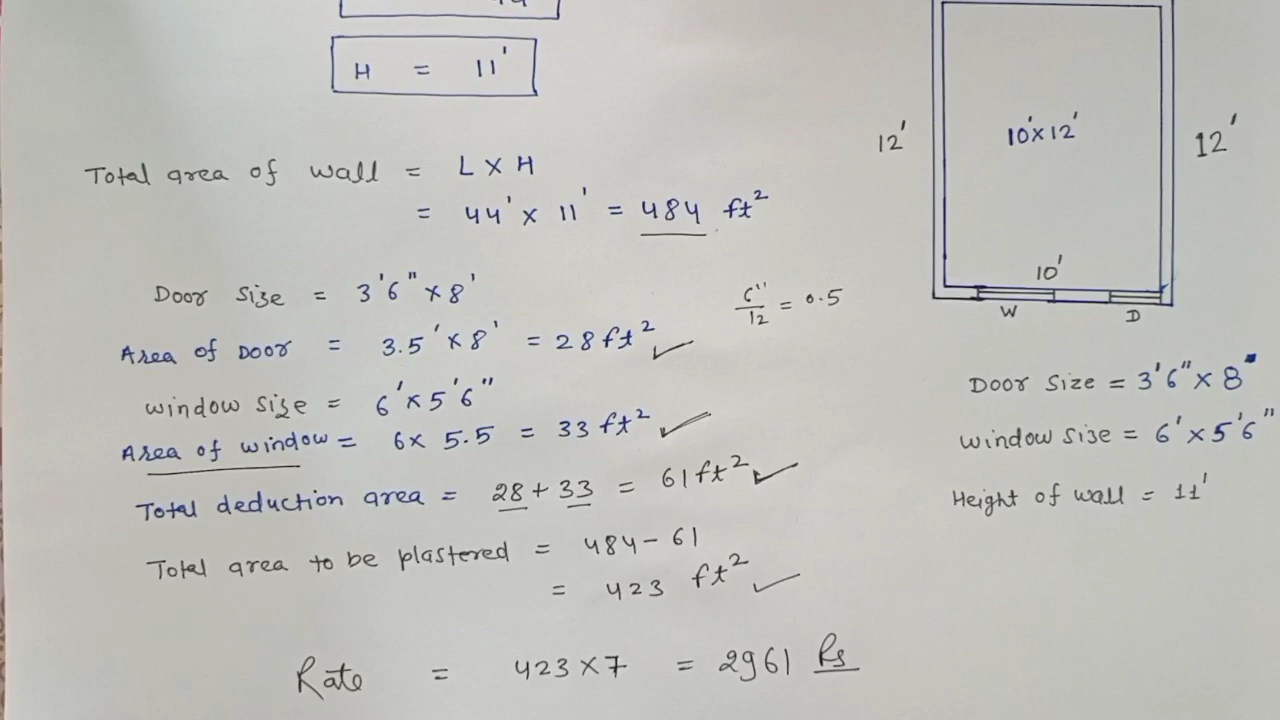 H = 11'
Total area of wall = L X H
= 44' x 11' = 484 ft²
Door size = 3'6" x 8'
6"/12 = 0.5
Area of Door = 3.5' x 8' = 28 ft²
window size = 6' x 5'6"
Area of window = 6 x 5.5 = 33 ft²
Total deduction area = 28 + 33 = 61 ft²
Total area to be plastered = 484 - 61
= 423 ft²
Rate = 423 x 7 = 2961 Rs
12'
10' x 12'
12'
10'
W
D
Door size = 3'6" x 8'
window size = 6' x 5'6"
Height of wall = 11'